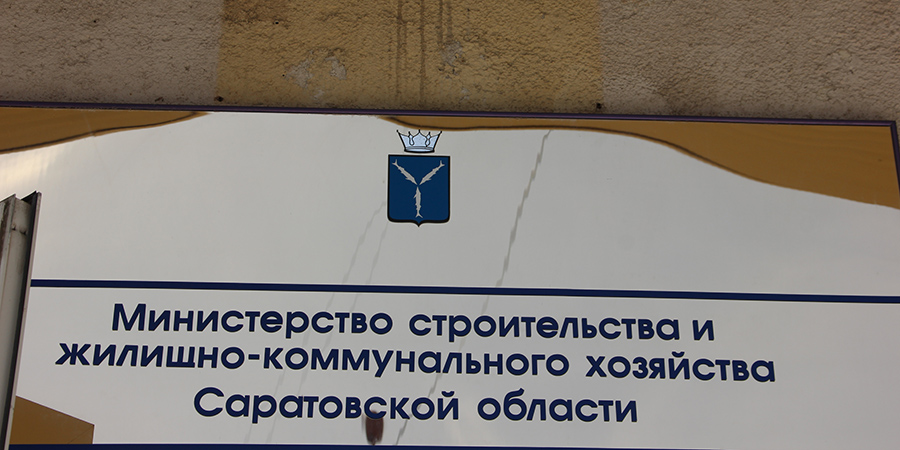 Министерство строительства и
жилищно-коммунального хозяйства
Саратовской области